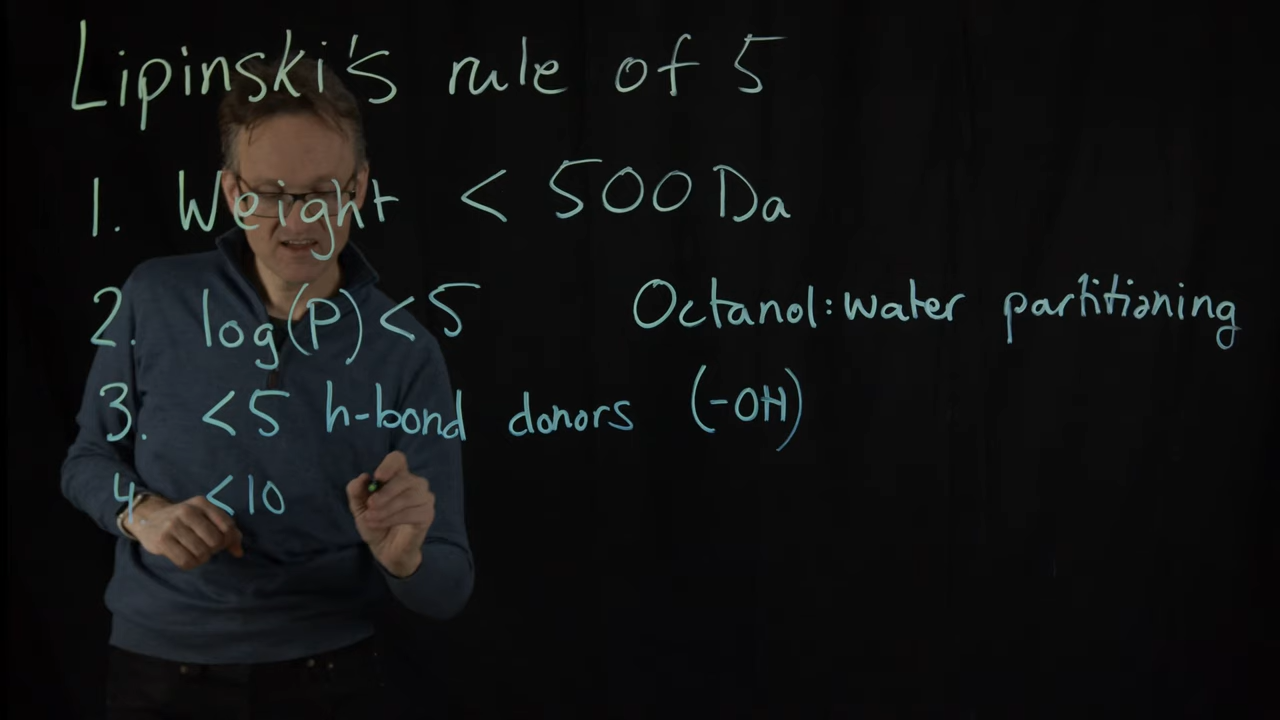 Lipinski's rule of 5
1. Weight < 500 Da
2. log(P) < 5 Octanol:water partitioning
3. <5 h-bond donors (-OH)
4. <10